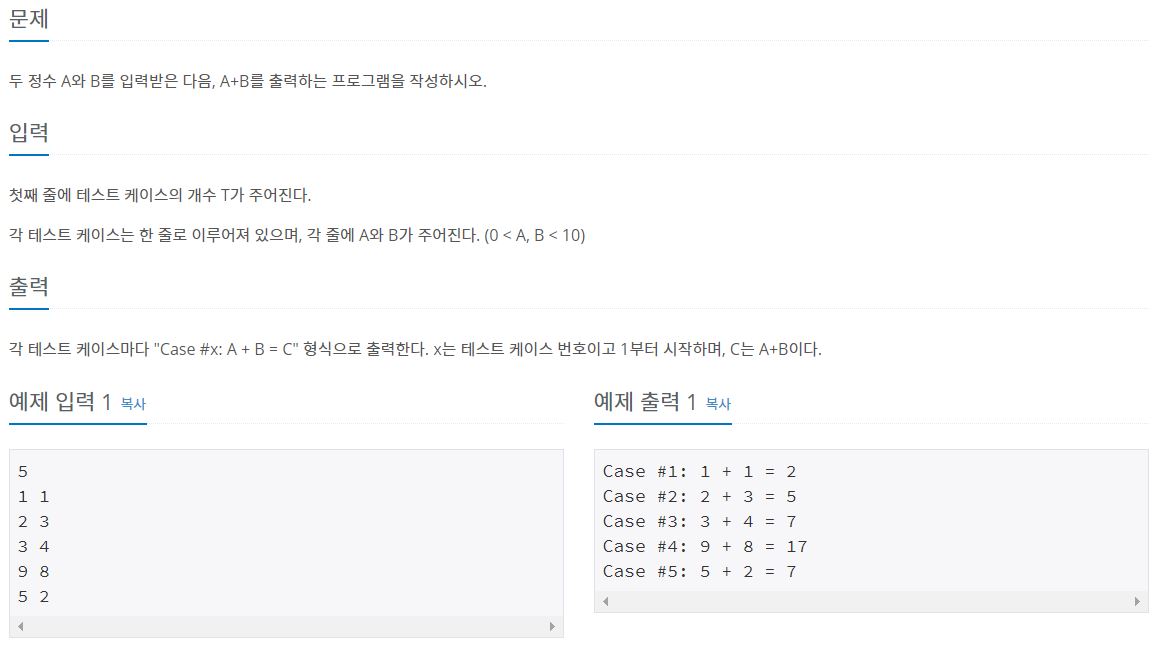 문제
두 정수 A와 B를 입력받은 다음, A+B를 출력하는 프로그램을 작성하시오.
입력
첫째 줄에 테스트 케이스의 개수 T가 주어진다.
각 테스트 케이스는 한 줄로 이루어져 있으며, 각 줄에 A와 B가 주어진다. (0 < A, B < 10)
출력
각 테스트 케이스마다 "Case #x: A + B = C" 형식으로 출력한다. x는 테스트 케이스 번호이고 1부터 시작하며, C는 A+B이다.
예제 입력 1 복사
5
1 1
2 3
3 4
9 8
5 2
예제 출력 1 복사
Case #1: 1 + 1 = 2
Case #2: 2 + 3 = 5
Case #3: 3 + 4 = 7
Case #4: 9 + 8 = 17
Case #5: 5 + 2 = 7